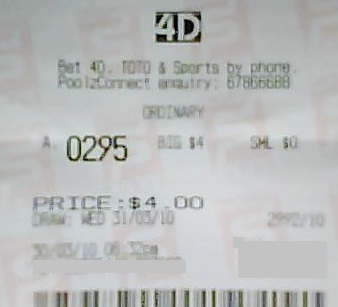 4D
Bet 4D, TOTO & Sports by phone.
PoolzConnect enquiry: 67866688
ORDINARY
A. 0295 BIG $4 SML $0
PRICE:$4.00
DRAW: WED 31/03/10 2992/10
30/03/10 06:32pm